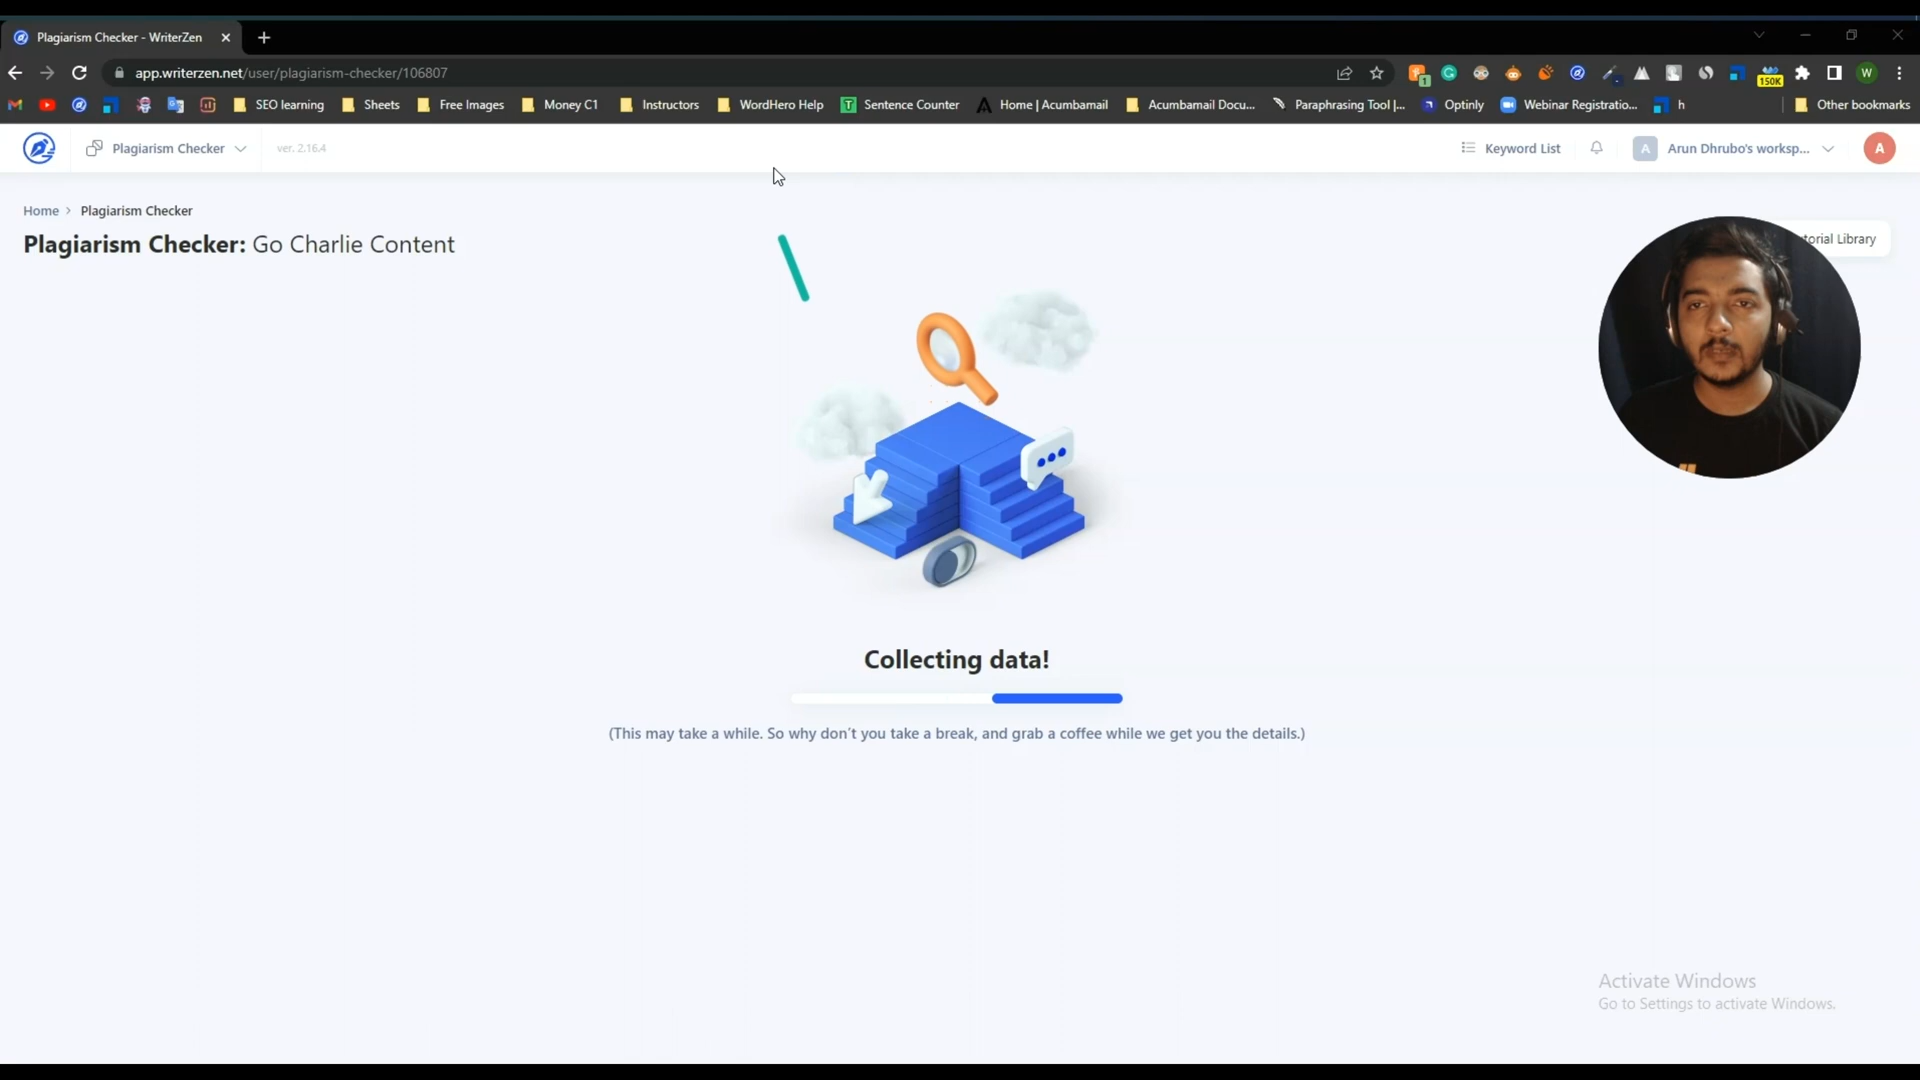 Plagiarism Checker - WriterZen
app.writerzen.net/user/plagiarism-checker/106807
1
150K
W
SEO learning
Sheets
Free Images
Money C1
Instructors
WordHero Help
T
Sentence Counter
Home | Acumbamail
Acumbamail Docu...
Paraphrasing Tool |...
Optinly
Webinar Registratio...
h
Other bookmarks
Plagiarism Checker
ver. 2.16.4
Keyword List
A
Arun Dhrubo's worksp...
A
Home > Plagiarism Checker
Plagiarism Checker: Go Charlie Content
torial Library
Collecting data!
(This may take a while. So why don't you take a break, and grab a coffee while we get you the details.)
Activate Windows
Go to Settings to activate Windows.